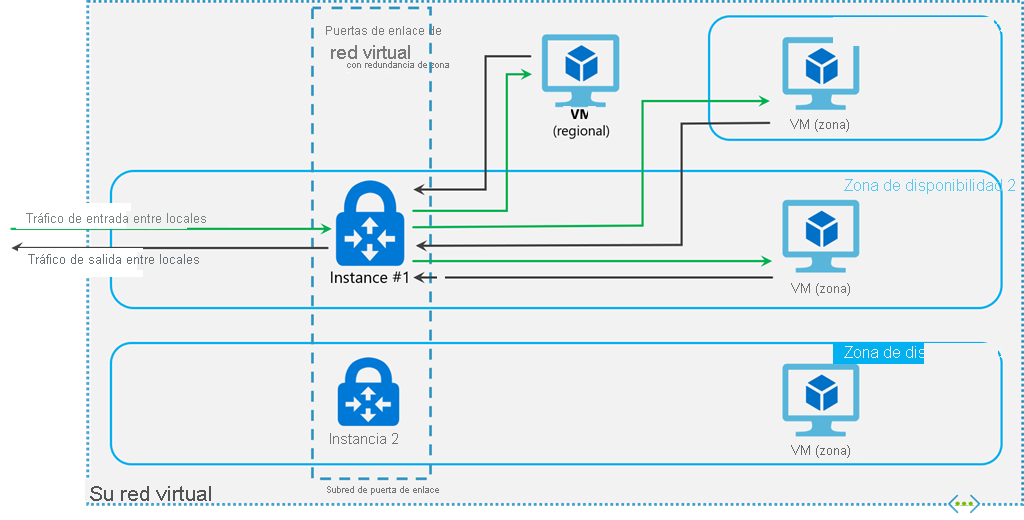 Puertas de enlace de
red virtual
con redundancia de zona
VM
(regional)
VM (zona)
Zona de disponibilidad 2
Tráfico de entrada entre locales
Tráfico de salida entre locales
Instance #1
VM (zona)
Zona de dis
Instancia 2
VM (zona)
Subred de puerta de enlace
Su red virtual